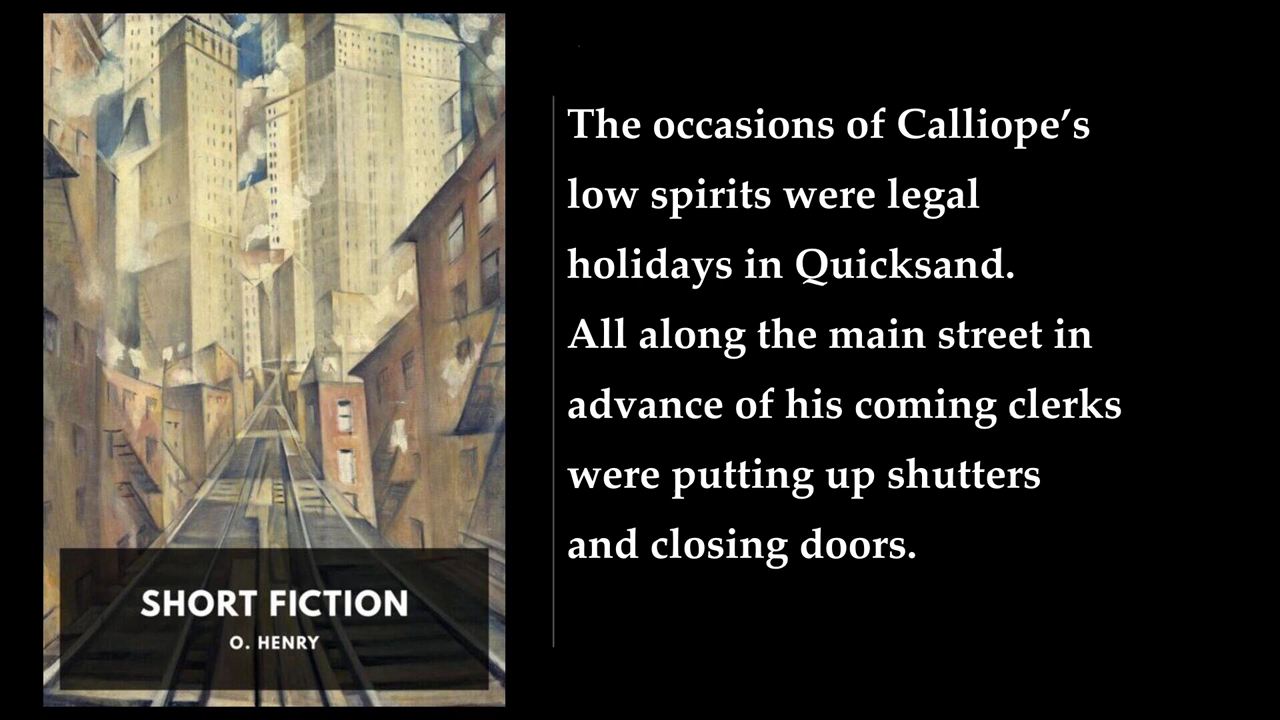 The occasions of Calliope’s
low spirits were legal
holidays in Quicksand.
All along the main street in
advance of his coming clerks
were putting up shutters
and closing doors.
SHORT FICTION
O. HENRY